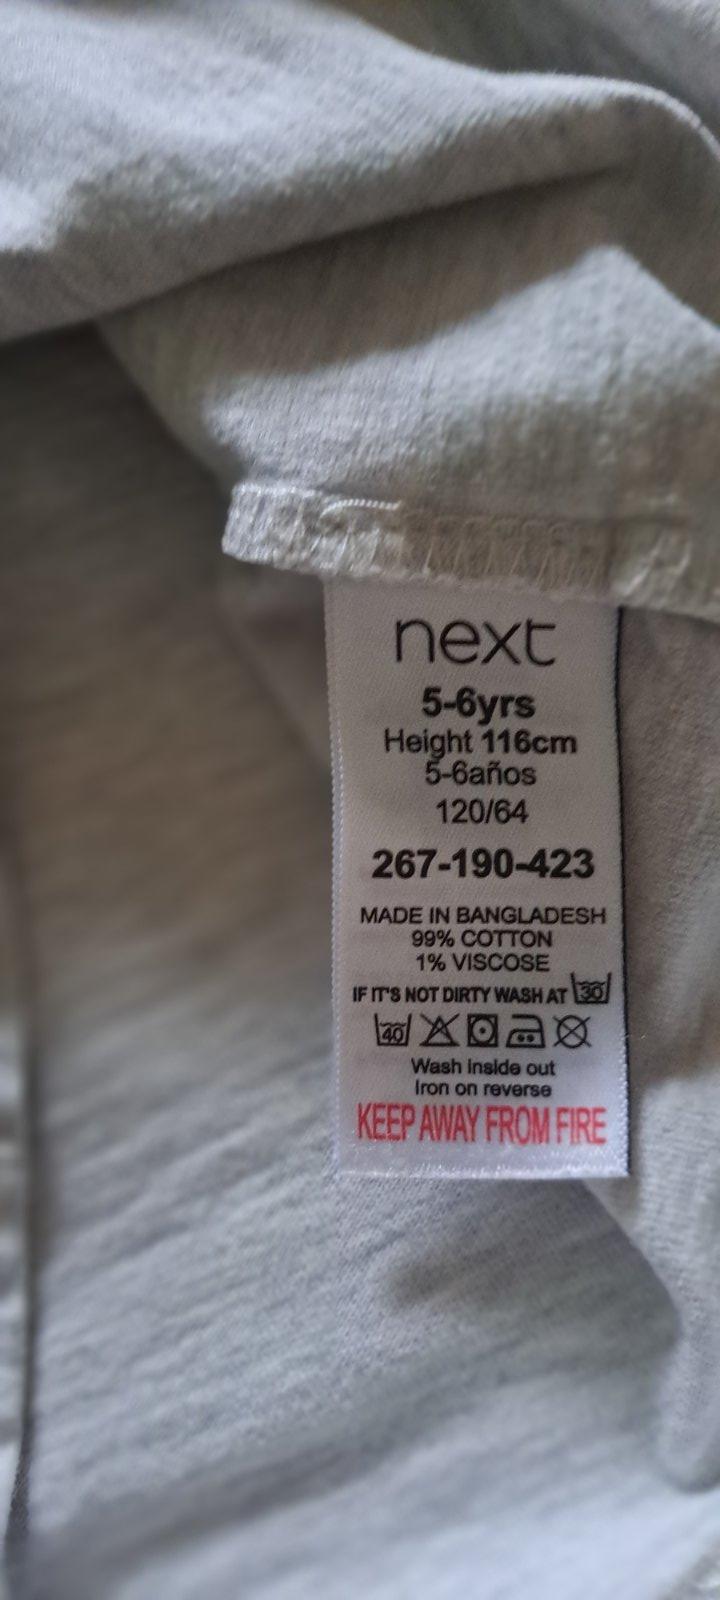 next
5-6yrs
Height 116cm
5-6años
120/64
267-190-423
MADE IN BANGLADESH
99% COTTON
1% VISCOSE
IF IT'S NOT DIRTY WASH AT 30
40
Wash inside out
Iron on reverse
KEEP AWAY FROM FIRE